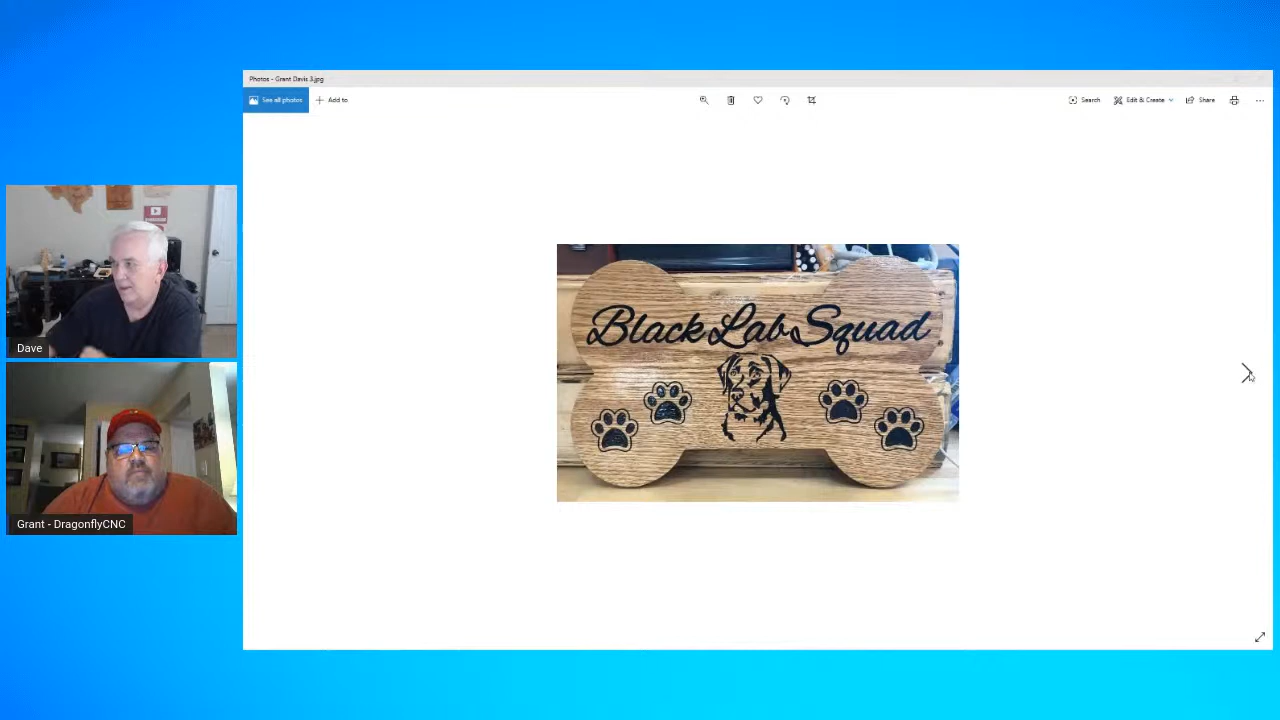 Photos - Grant Davis 3.jpg
See all photos
Add to
Search
Edit & Create
Share
Black Lab Squad
Dave
Grant - DragonflyCNC